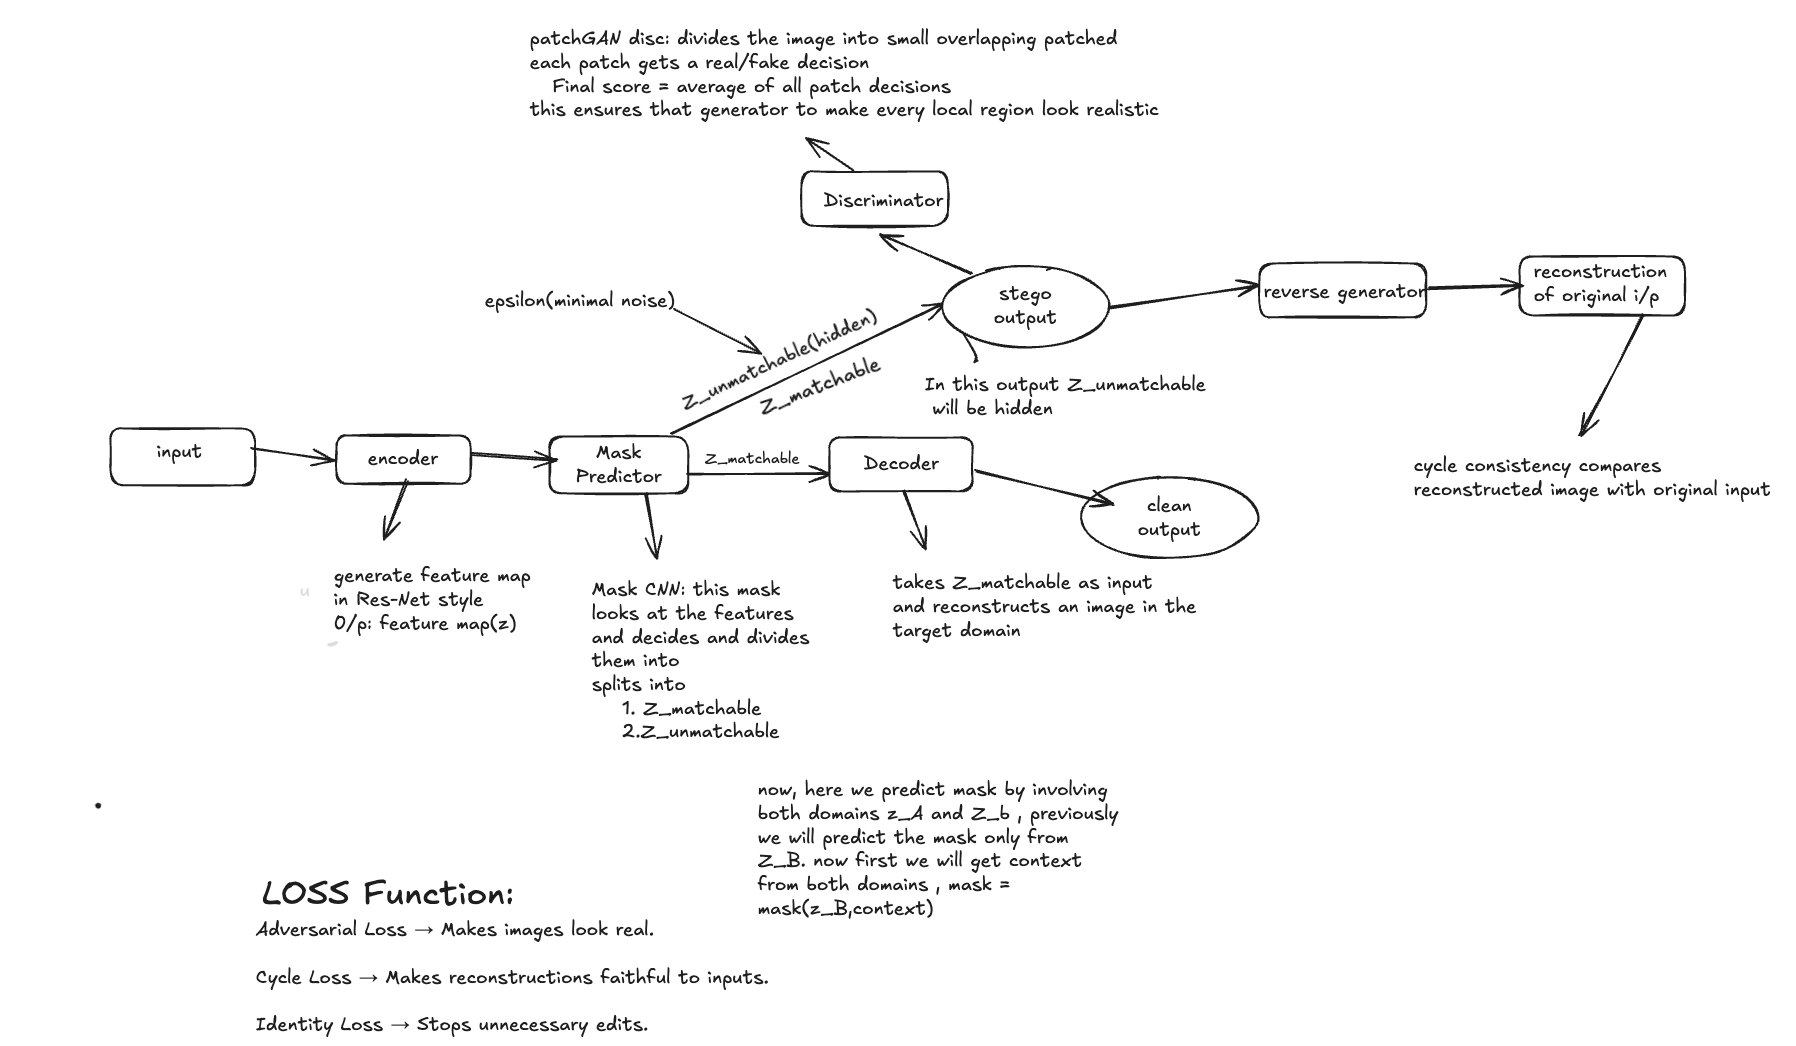 patchGAN disc: divides the image into small overlapping patched
each patch gets a real/fake decision
Final score = average of all patch decisions
this ensures that generator to make every local region look realistic
Discriminator
epsilon(minimal noise)
Z_unmatchable(hidden)
Z_matchable
stego
output
reverse generator
reconstruction
of original i/p
In this output Z_unmatchable
will be hidden
input
encoder
Mask
Predictor
Z_matchable
Decoder
clean
output
cycle consistency compares
reconstructed image with original input
generate feature map
in Res-Net style
O/p: feature map(z)
u
Mask CNN: this mask
looks at the features
and decides and divides
them into
splits into
1. Z_matchable
2.Z_unmatchable
takes Z_matchable as input
and reconstructs an image in the
target domain
now, here we predict mask by involving
both domains z_A and Z_b , previously
we will predict the mask only from
Z_B. now first we will get context
from both domains , mask =
mask(z_B,context)
LOSS Function:
Adversarial Loss → Makes images look real.
Cycle Loss → Makes reconstructions faithful to inputs.
Identity Loss → Stops unnecessary edits.